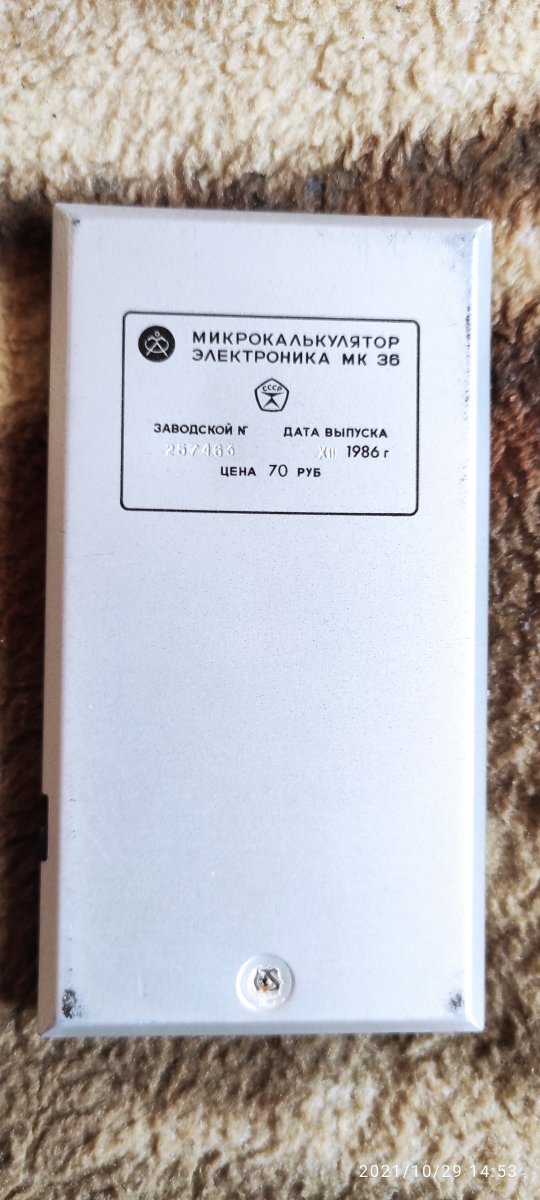 МИКРОКАЛЬКУЛЯТОР
ЭЛЕКТРОНИКА МК 36
СССР
ЗАВОДСКОЙ № ДАТА ВЫПУСКА
257463 XII 1986 г
ЦЕНА 70 РУБ
2021/10/29 14:53